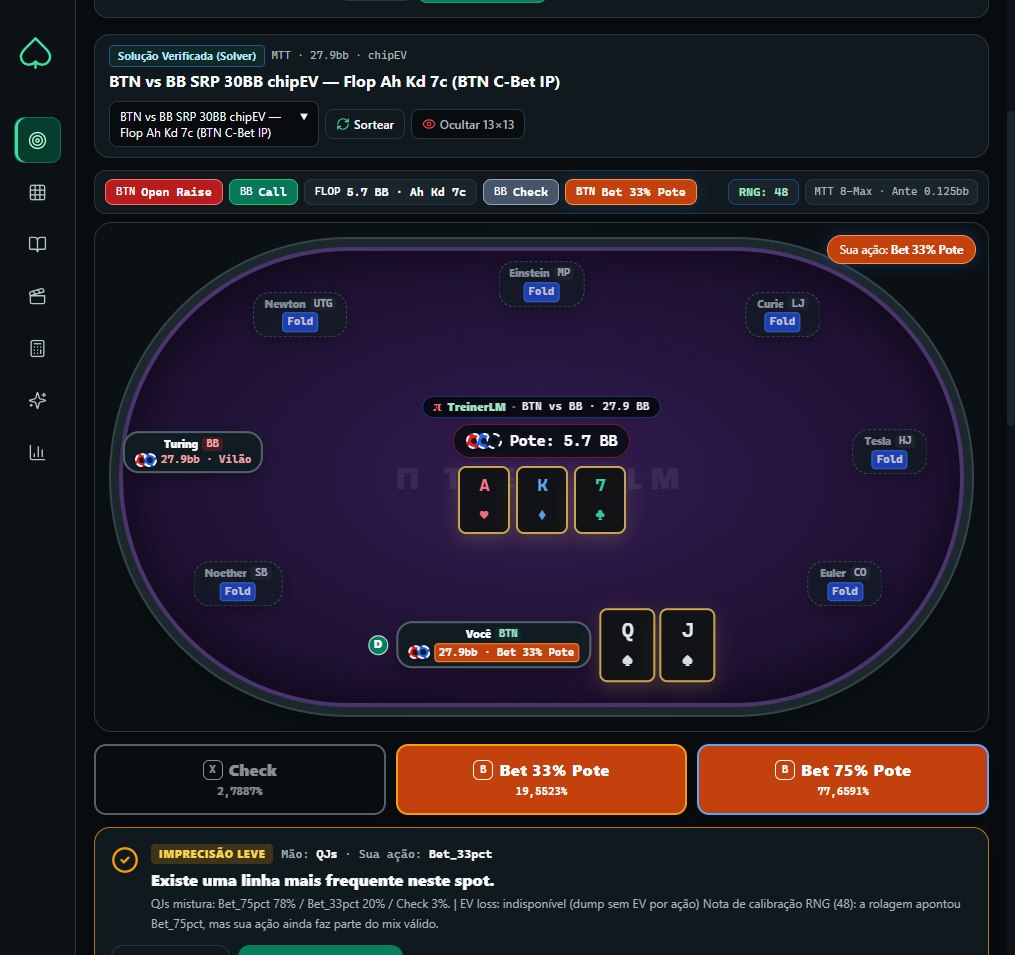 Solução Verificada (Solver) MTT · 27.9bb · chipEV
BTN vs BB SRP 30BB chipEV — Flop Ah Kd 7c (BTN C-Bet IP)
BTN vs BB SRP 30BB chipEV —
Flop Ah Kd 7c (BTN C-Bet IP)
▼
Sortear
Ocultar 13×13
BTN Open Raise
BB Call
FLOP 5.7 BB · Ah Kd 7c
BB Check
BTN Bet 33% Pote
RNG: 48
MTT 8-Max · Ante 0.125bb
Sua ação: Bet 33% Pote
Einstein MP
Fold
Newton UTG
Fold
Curie LJ
Fold
π TreinerLM - BTN vs BB · 27.9 BB
Pote: 5.7 BB
Turing BB
27.9bb · Vilão
Tesla HJ
Fold
A ♥
K ♦
7 ♣
Noether SB
Fold
Euler CO
Fold
D
Você BTN
27.9bb · Bet 33% Pote
Q ♠
J ♠
X Check
2,7887%
B Bet 33% Pote
19,5523%
B Bet 75% Pote
77,6591%
IMPRECISÃO LEVE Mão: QJs · Sua ação: Bet_33pct
Existe uma linha mais frequente neste spot.
QJs mistura: Bet_75pct 78% / Bet_33pct 20% / Check 3%. | EV loss: indisponível (dump sem EV por ação) Nota de calibração RNG (48): a rolagem apontou
Bet_75pct, mas sua ação ainda faz parte do mix válido.